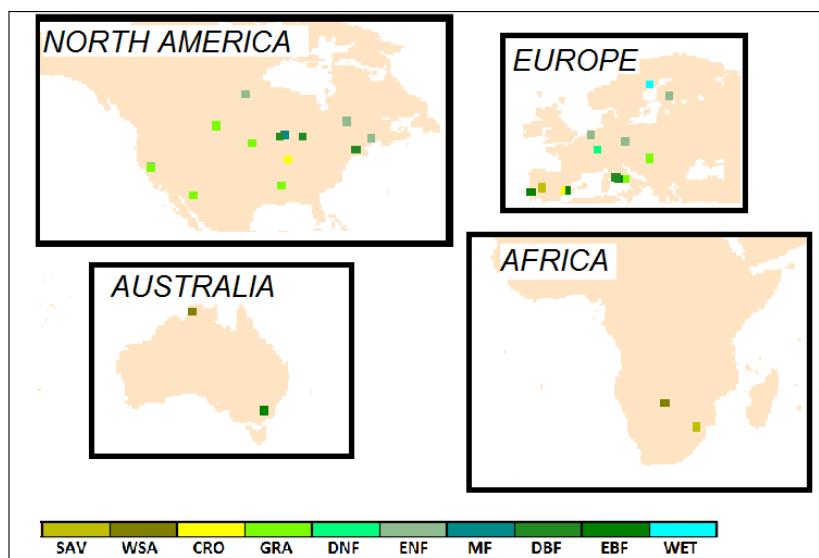 NORTH AMERICA
EUROPE
AUSTRALIA
AFRICA
SAV WSA CRO GRA DNF ENF MF DBF EBF WET